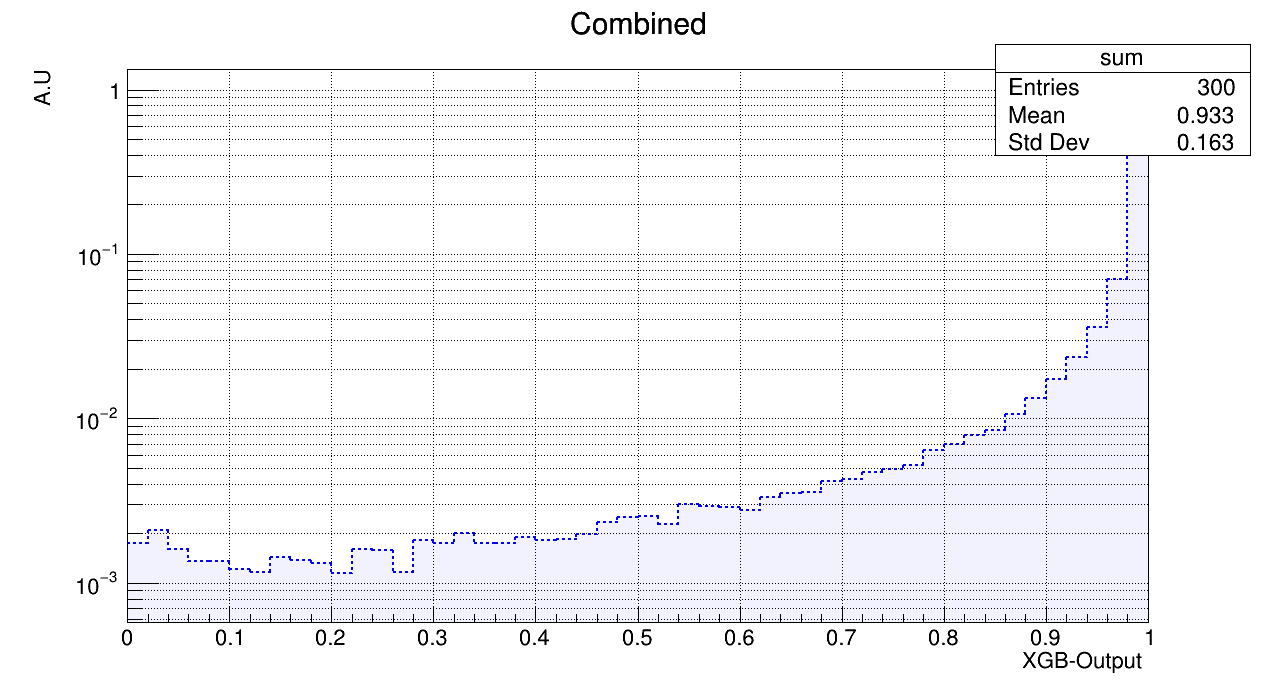 Combined
A.U
sum
Entries 300
Mean 0.933
Std Dev 0.163
1
10⁻¹
10⁻²
10⁻³
0 0.1 0.2 0.3 0.4 0.5 0.6 0.7 0.8 0.9 1
XGB-Output